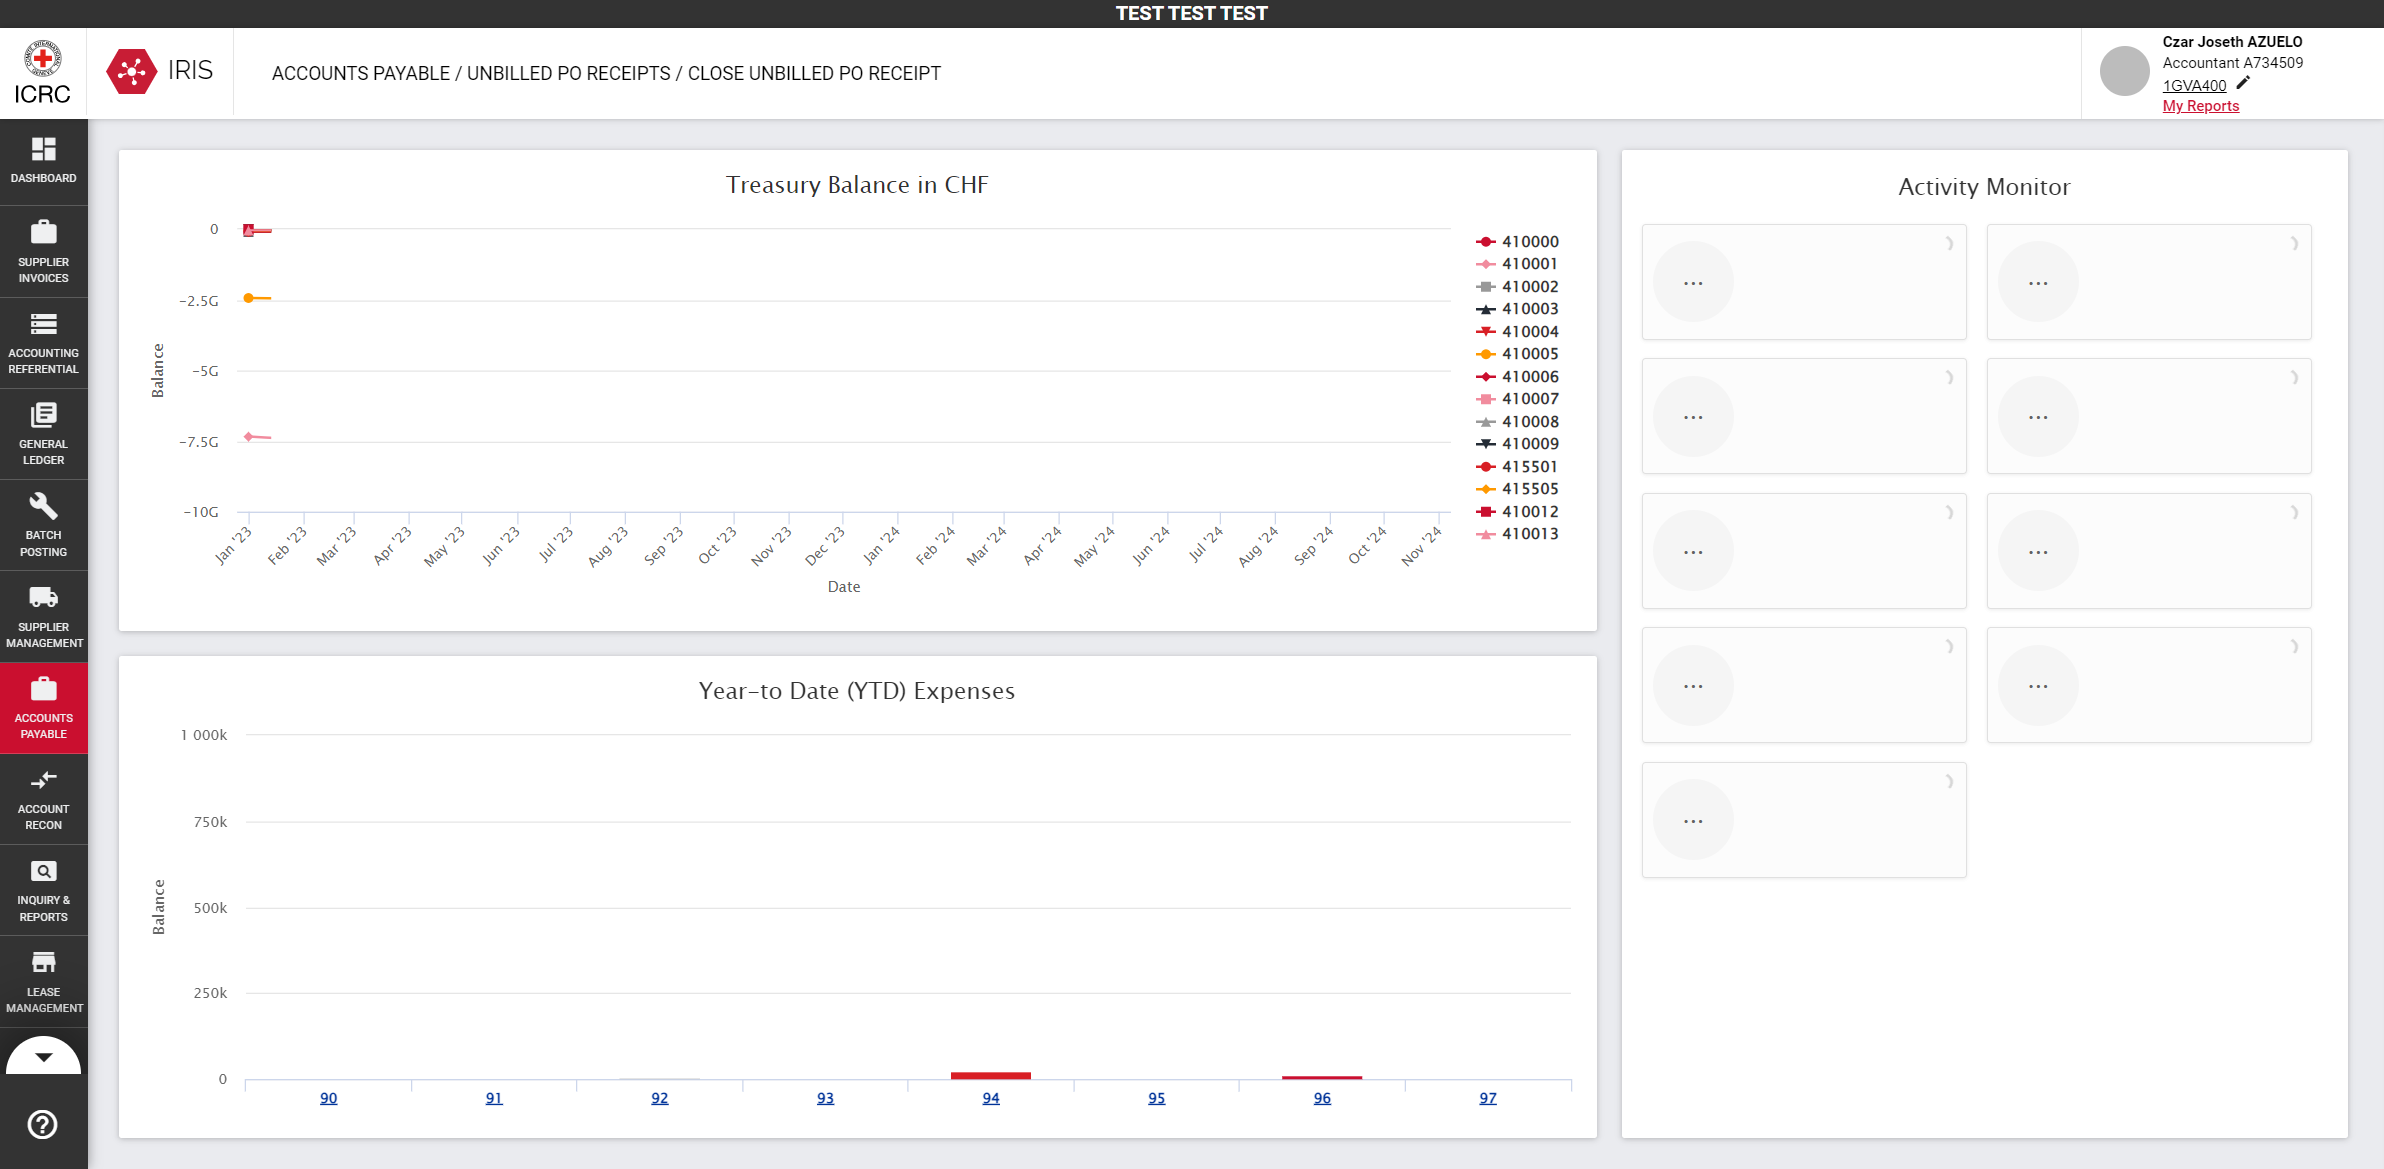 TEST TEST TEST
ICRC
IRIS
ACCOUNTS PAYABLE / UNBILLED PO RECEIPTS / CLOSE UNBILLED PO RECEIPT
Czar Joseth AZUELO
Accountant A734509
1GVA400
My Reports
DASHBOARD
SUPPLIER
INVOICES
ACCOUNTING
REFERENTIAL
GENERAL
LEDGER
BATCH
POSTING
SUPPLIER
MANAGEMENT
ACCOUNTS
PAYABLE
ACCOUNT
RECON
INQUIRY &
REPORTS
LEASE
MANAGEMENT
Treasury Balance in CHF
Balance
0
−2.5G
−5G
−7.5G
−10G
Jan '23
Feb '23
Mar '23
Apr '23
May '23
Jun '23
Jul '23
Aug '23
Sep '23
Oct '23
Nov '23
Dec '23
Jan '24
Feb '24
Mar '24
Apr '24
May '24
Jun '24
Jul '24
Aug '24
Sep '24
Oct '24
Nov '24
Date
410000
410001
410002
410003
410004
410005
410006
410007
410008
410009
415501
415505
410012
410013
Year-to Date (YTD) Expenses
Balance
1 000k
750k
500k
250k
0
90
91
92
93
94
95
96
97
Activity Monitor
...
...
...
...
...
...
...
...
...